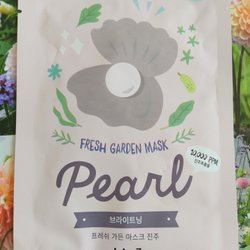 FRESH GARDEN MASK
10,000 PPM
Pearl
브라이트닝
프레쉬 가든 마스크 진주